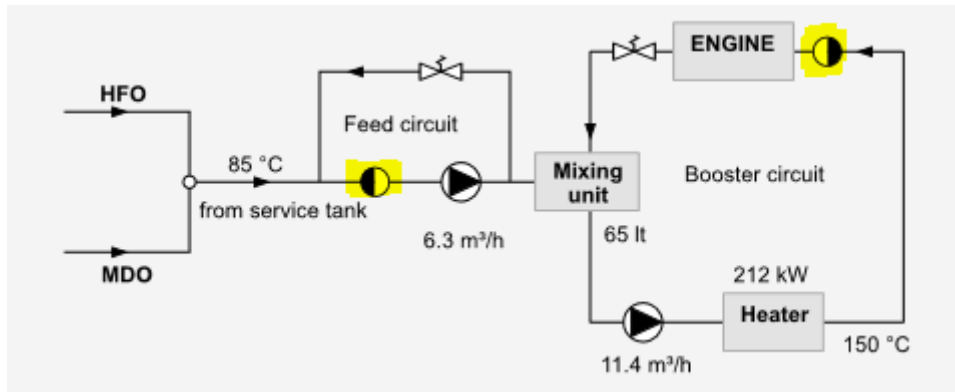 ENGINE
HFO
Feed circuit
85 °C
Mixing
unit
Booster circuit
from service tank
6.3 m³/h
65 lt
MDO
212 kW
Heater
150 °C
11.4 m³/h